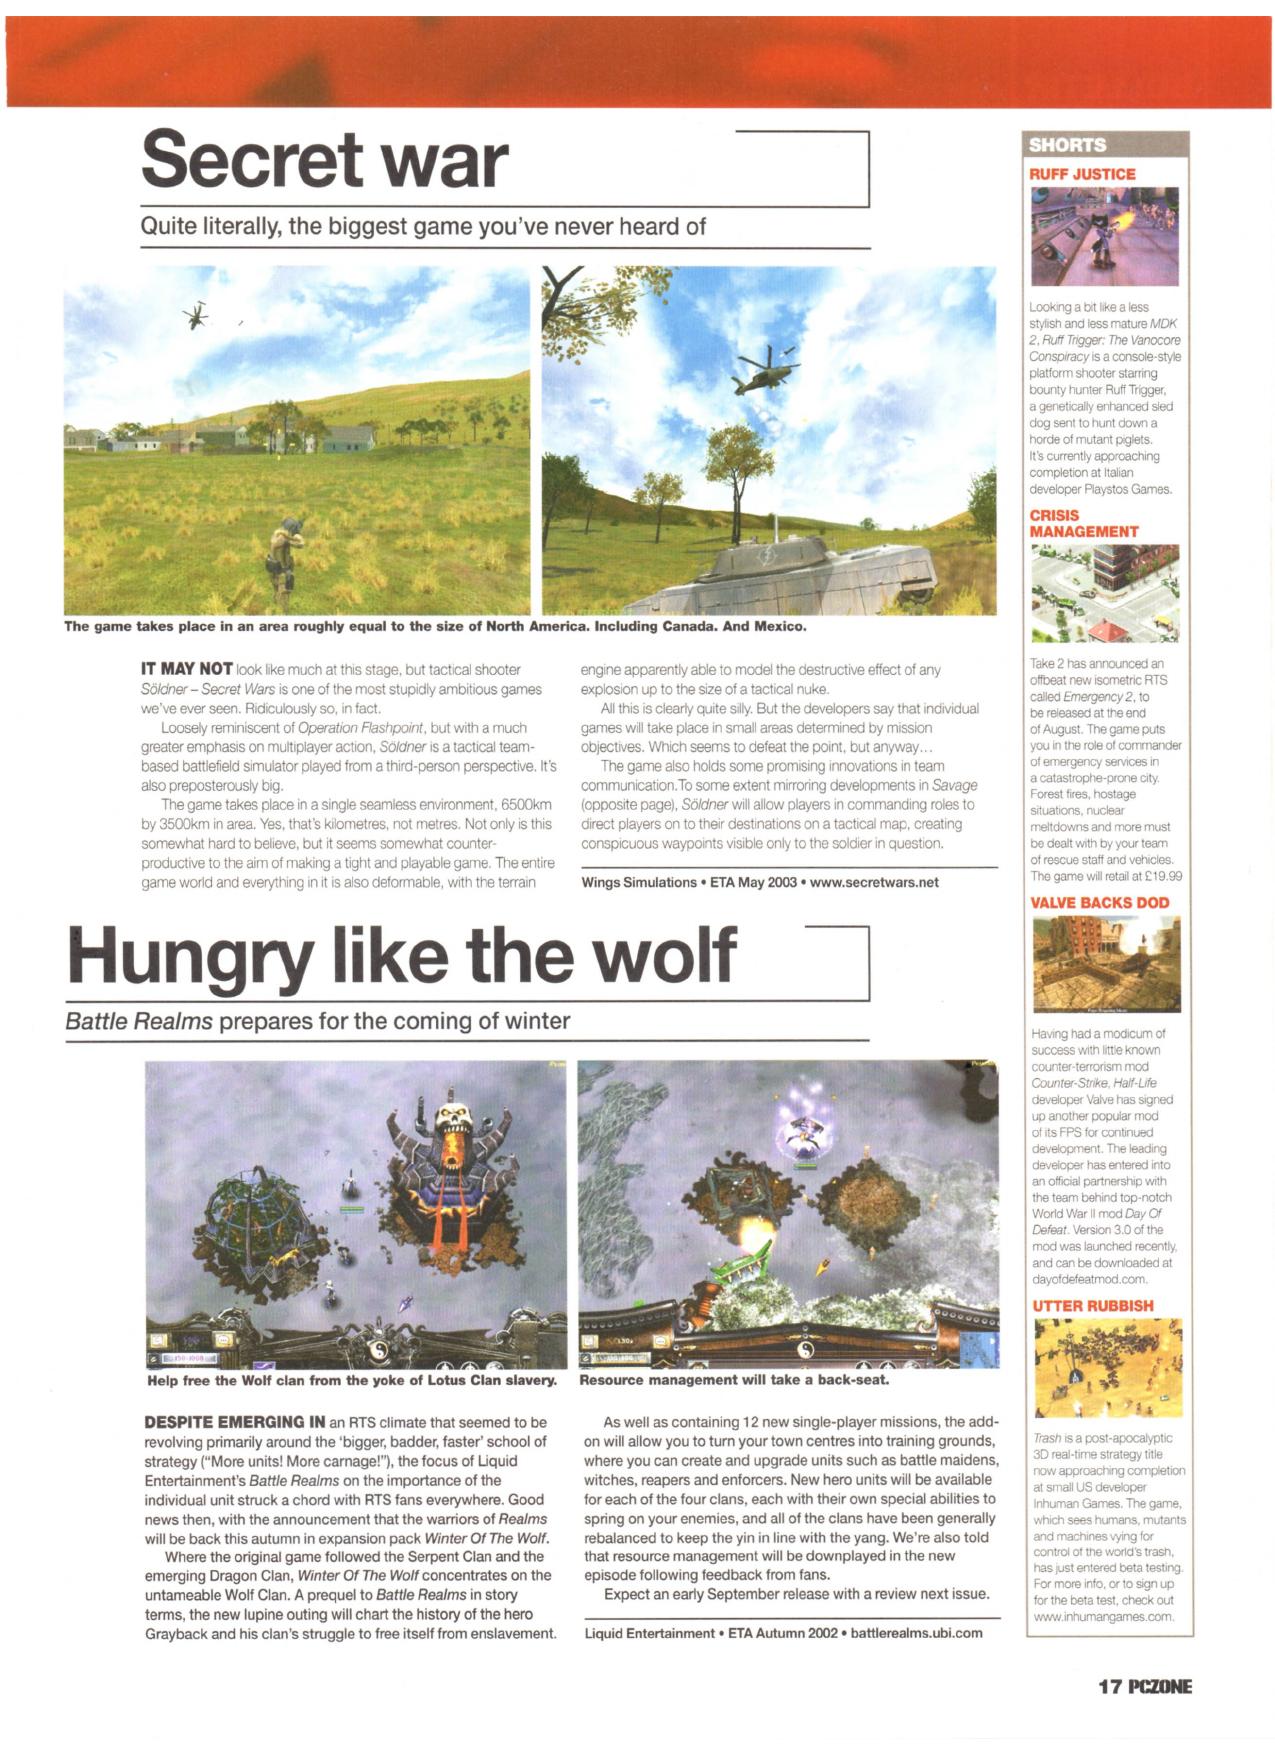 Secret war
Quite literally, the biggest game you've never heard of
The game takes place in an area roughly equal to the size of North America. Including Canada. And Mexico.
IT MAY NOT look like much at this stage, but tactical shooter
Söldner – Secret Wars is one of the most stupidly ambitious games
we've ever seen. Ridiculously so, in fact.
Loosely reminiscent of Operation Flashpoint, but with a much
greater emphasis on multiplayer action, Söldner is a tactical team-
based battlefield simulator played from a third-person perspective. It's
also preposterously big.
The game takes place in a single seamless environment, 6500km
by 3500km in area. Yes, that's kilometres, not metres. Not only is this
somewhat hard to believe, but it seems somewhat counter-
productive to the aim of making a tight and playable game. The entire
game world and everything in it is also deformable, with the terrain
engine apparently able to model the destructive effect of any
explosion up to the size of a tactical nuke.
All this is clearly quite silly. But the developers say that individual
games will take place in small areas determined by mission
objectives. Which seems to defeat the point, but anyway...
The game also holds some promising innovations in team
communication.To some extent mirroring developments in Savage
(opposite page), Söldner will allow players in commanding roles to
direct players on to their destinations on a tactical map, creating
conspicuous waypoints visible only to the soldier in question.
Wings Simulations • ETA May 2003 • www.secretwars.net
Hungry like the wolf
Battle Realms prepares for the coming of winter
Help free the Wolf clan from the yoke of Lotus Clan slavery.
Resource management will take a back-seat.
DESPITE EMERGING IN an RTS climate that seemed to be
revolving primarily around the 'bigger, badder, faster' school of
strategy ("More units! More carnage!"), the focus of Liquid
Entertainment's Battle Realms on the importance of the
individual unit struck a chord with RTS fans everywhere. Good
news then, with the announcement that the warriors of Realms
will be back this autumn in expansion pack Winter Of The Wolf.
Where the original game followed the Serpent Clan and the
emerging Dragon Clan, Winter Of The Wolf concentrates on the
untameable Wolf Clan. A prequel to Battle Realms in story
terms, the new lupine outing will chart the history of the hero
Grayback and his clan's struggle to free itself from enslavement.
As well as containing 12 new single-player missions, the add-
on will allow you to turn your town centres into training grounds,
where you can create and upgrade units such as battle maidens,
witches, reapers and enforcers. New hero units will be available
for each of the four clans, each with their own special abilities to
spring on your enemies, and all of the clans have been generally
rebalanced to keep the yin in line with the yang. We're also told
that resource management will be downplayed in the new
episode following feedback from fans.
Expect an early September release with a review next issue.
Liquid Entertainment • ETA Autumn 2002 • battlerealms.ubi.com
SHORTS
RUFF JUSTICE
Looking a bit like a less
stylish and less mature MDK
2, Ruff Trigger: The Vanocore
Conspiracy is a console-style
platform shooter starring
bounty hunter Ruff Trigger,
a genetically enhanced sled
dog sent to hunt down a
horde of mutant piglets.
It's currently approaching
completion at Italian
developer Playstos Games.
CRISIS
MANAGEMENT
Take 2 has announced an
offbeat new isometric RTS
called Emergency 2, to
be released at the end
of August. The game puts
you in the role of commander
of emergency services in
a catastrophe-prone city.
Forest fires, hostage
situations, nuclear
meltdowns and more must
be dealt with by your team
of rescue staff and vehicles.
The game will retail at £19.99
VALVE BACKS DOD
Having had a modicum of
success with little known
counter-terrorism mod
Counter-Strike, Half-Life
developer Valve has signed
up another popular mod
of its FPS for continued
development. The leading
developer has entered into
an official partnership with
the team behind top-notch
World War II mod Day Of
Defeat. Version 3.0 of the
mod was launched recently,
and can be downloaded at
dayofdefeatmod.com.
UTTER RUBBISH
Trash is a post-apocalyptic
3D real-time strategy title
now approaching completion
at small US developer
Inhuman Games. The game,
which sees humans, mutants
and machines vying for
control of the world's trash,
has just entered beta testing.
For more info, or to sign up
for the beta test, check out
www.inhumangames.com.
17 PCZONE